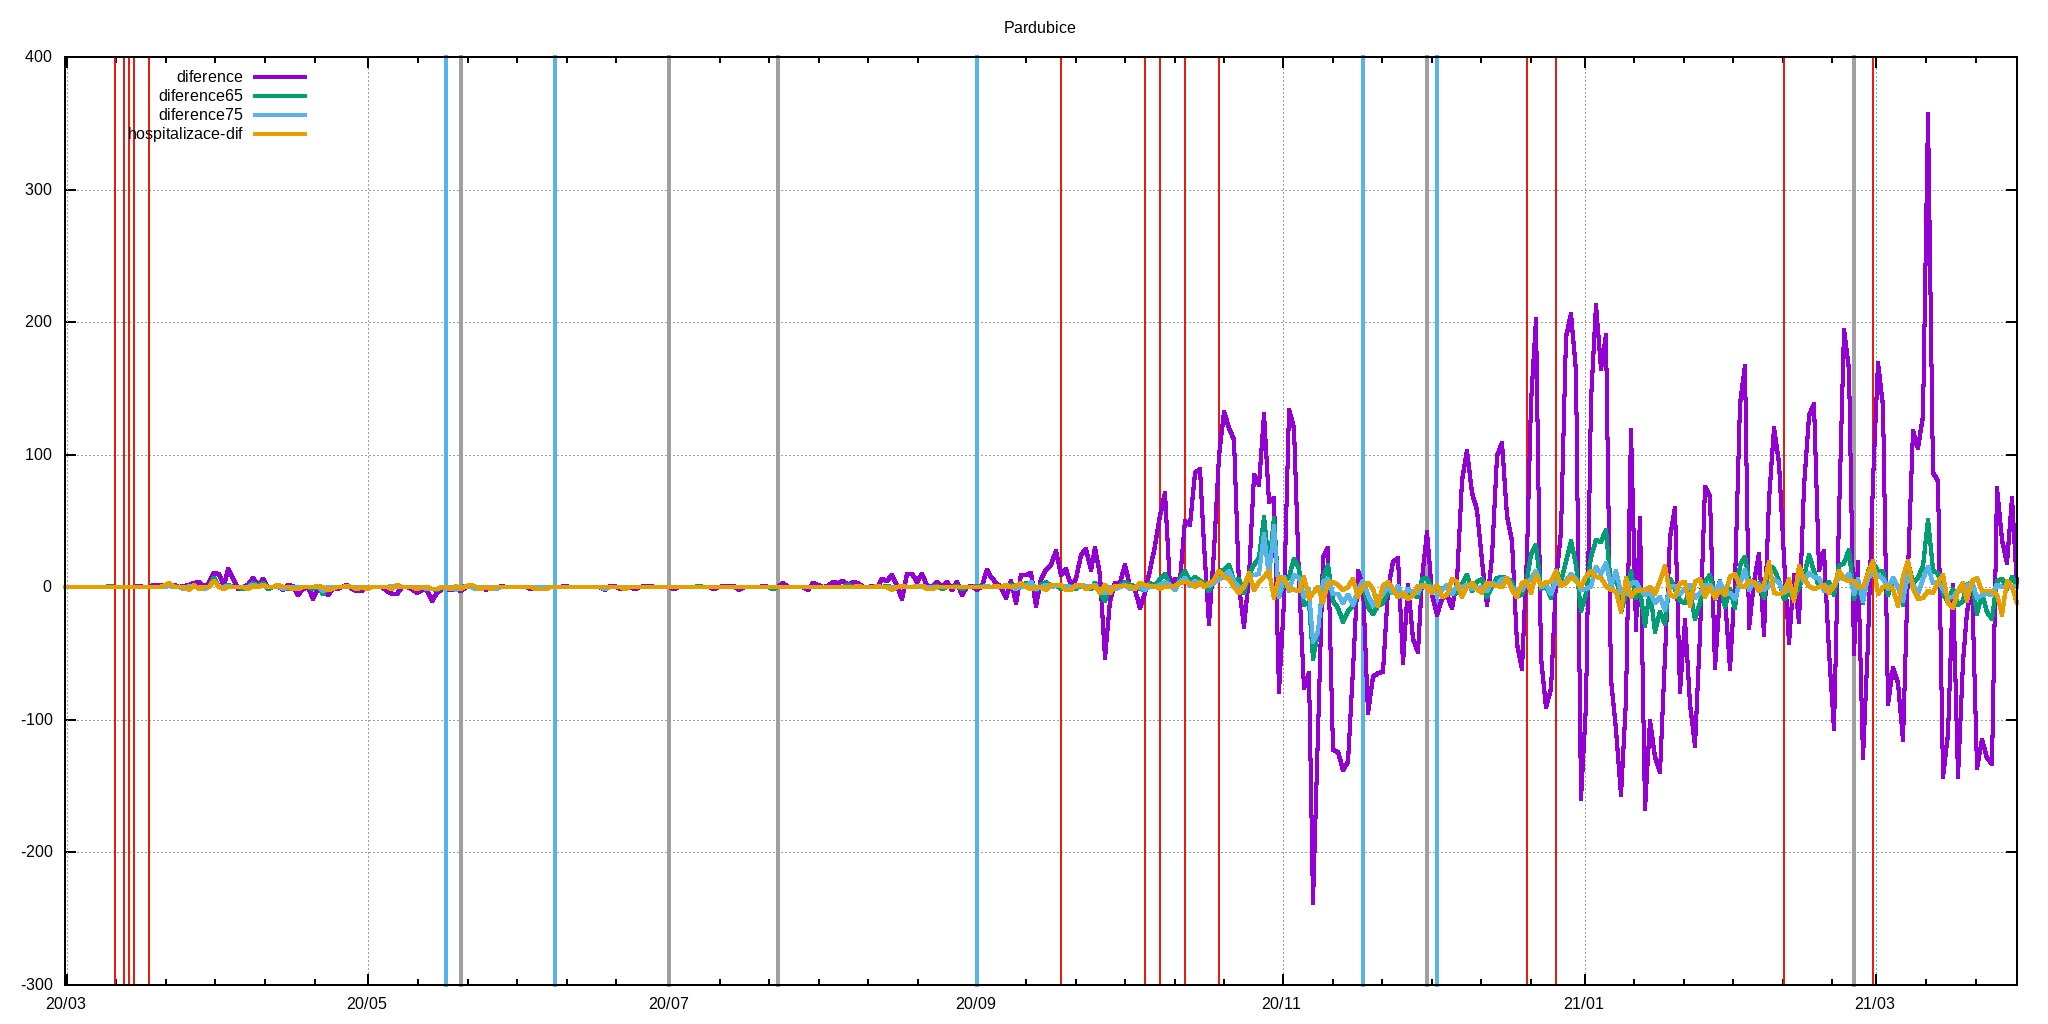 Pardubice
400
300
200
100
0
-100
-200
-300
diference
diference65
diference75
hospitalizace-dif
20/03 20/05 20/07 20/09 20/11 21/01 21/03